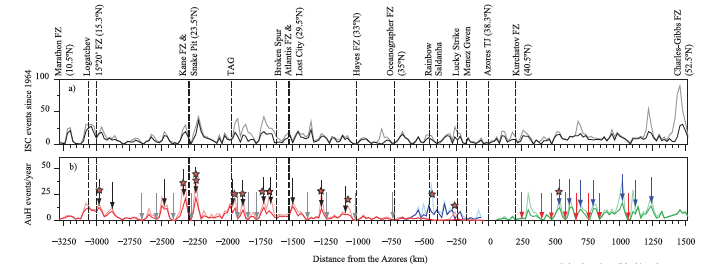 Marathon FZ
(10.5°N)
Logatchev
15°20' FZ (15.3°N)
Kane FZ &
Snake Pit (23.5°N)
TAG
Broken Spur
Atlantis FZ &
Lost City (29.5°N)
Hayes FZ (33°N)
Oceanographer FZ
(35°N)
Rainbow
Saldanha
Lucky Strike
Menez Gwen
Azores TJ (38.3°N)
Kurchatov FZ
(40.5°N)
Charles-Gibbs FZ
(52.5°N)
ISC events since 1964
100
50
0
a)
AuH events/year
50
25
0
b)
−3250 −3000 −2750 −2500 −2250 −2000 −1750 −1500 −1250 −1000 −750 −500 −250 0 250 500 750 1000 1250 1500
Distance from the Azores (km)